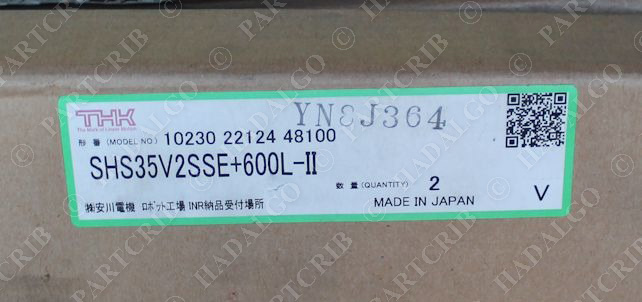 THK
The Mark of Linear Motion
YN8J364
形番 (MODEL NO.) 10230 22124 48100
SHS35V2SSE+600L-II
数量 (QUANTITY) 2
MADE IN JAPAN
V
㈱安川電機 ロボット工場 INR納品受付場所
© PARTCRIB
© HADALGO